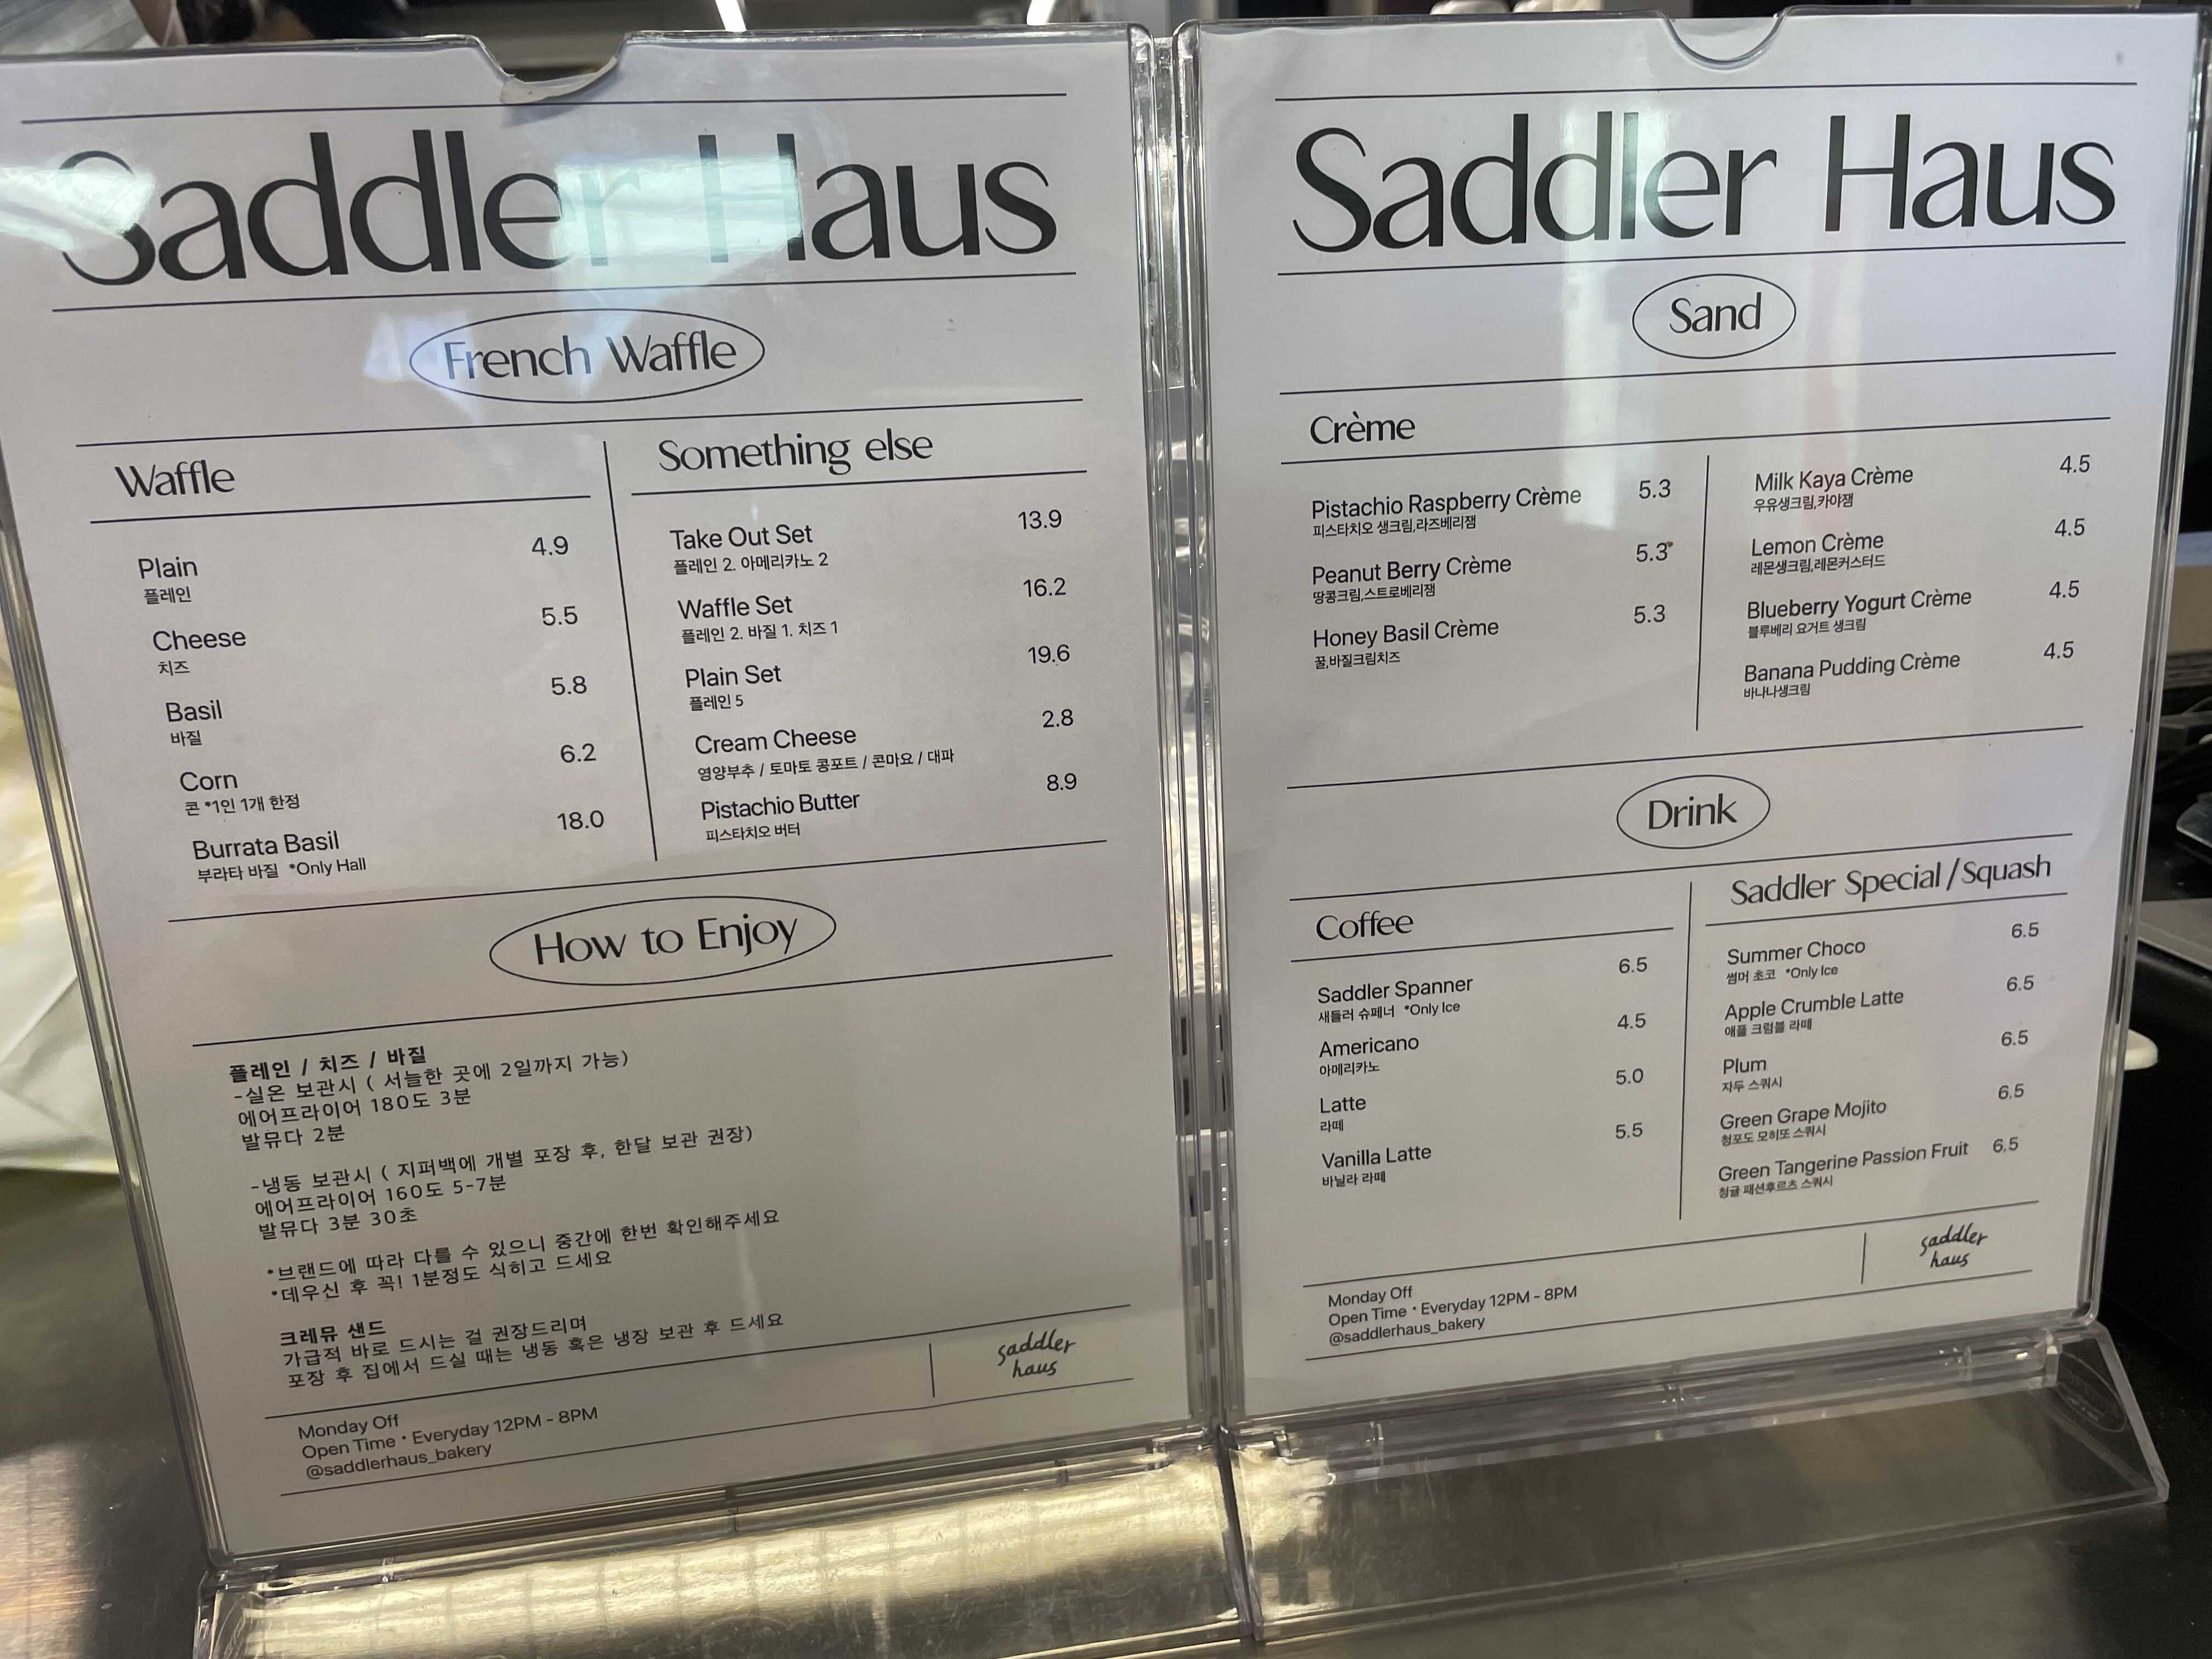 Saddler Haus
French Waffle
Waffle
Plain 4.9
플레인
Cheese 5.5
치즈
Basil 5.8
바질
Corn 6.2
콘 *1인 1개 한정
Burrata Basil 18.0
부라타 바질 *Only Hall
Something else
Take Out Set 13.9
플레인 2. 아메리카노 2
Waffle Set 16.2
플레인 2. 바질 1. 치즈 1
Plain Set 19.6
플레인 5
Cream Cheese 2.8
영양부추 / 토마토 콩포트 / 콘마요 / 대파
Pistachio Butter 8.9
피스타치오 버터
How to Enjoy
플레인 / 치즈 / 바질
-실온 보관시 ( 서늘한 곳에 2일까지 가능)
에어프라이어 180도 3분
발뮤다 2분
-냉동 보관시 ( 지퍼백에 개별 포장 후, 한달 보관 권장)
에어프라이어 160도 5-7분
발뮤다 3분 30초
*브랜드에 따라 다를 수 있으니 중간에 한번 확인해주세요
*데우신 후 꼭! 1분정도 식히고 드세요
크레뮤 샌드
가급적 바로 드시는 걸 권장드리며
포장 후 집에서 드실 때는 냉동 혹은 냉장 보관 후 드세요
Monday Off
Open Time • Everyday 12PM - 8PM
@saddlerhaus_bakery
saddler
haus
Saddler Haus
Sand
Crème
Pistachio Raspberry Crème 5.3
피스타치오 생크림,라즈베리잼
Peanut Berry Crème 5.3
땅콩크림,스트로베리잼
Honey Basil Crème 5.3
꿀,바질크림치즈
Milk Kaya Crème 4.5
우유생크림,카야잼
Lemon Crème 4.5
레몬생크림,레몬커스터드
Blueberry Yogurt Crème 4.5
블루베리 요거트 생크림
Banana Pudding Crème 4.5
바나나생크림
Drink
Coffee
Saddler Spanner 6.5
새들러 슈페너 *Only Ice
Americano 4.5
아메리카노
Latte 5.0
라떼
Vanilla Latte 5.5
바닐라 라떼
Saddler Special / Squash
Summer Choco 6.5
썸머 초코 *Only Ice
Apple Crumble Latte 6.5
애플 크럼블 라떼
Plum 6.5
자두 스쿼시
Green Grape Mojito 6.5
청포도 모히또 스쿼시
Green Tangerine Passion Fruit 6.5
청귤 패션후르츠 스쿼시
Monday Off
Open Time • Everyday 12PM - 8PM
@saddlerhaus_bakery
saddler
haus